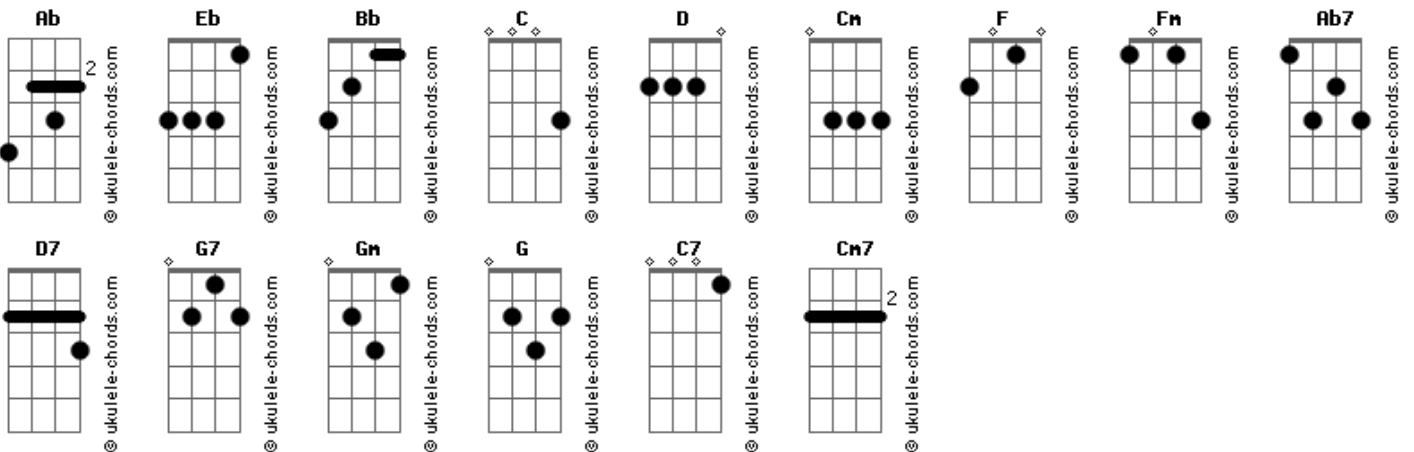 Ab Eb Bb C D Cm F Fm Ab7
2
© ukulele-chords.com © ukulele-chords.com © ukulele-chords.com © ukulele-chords.com © ukulele-chords.com © ukulele-chords.com © ukulele-chords.com © ukulele-chords.com © ukulele-chords.com
D7 G7 Gm G C7 Cm7
2
© ukulele-chords.com © ukulele-chords.com © ukulele-chords.com © ukulele-chords.com © ukulele-chords.com © ukulele-chords.com